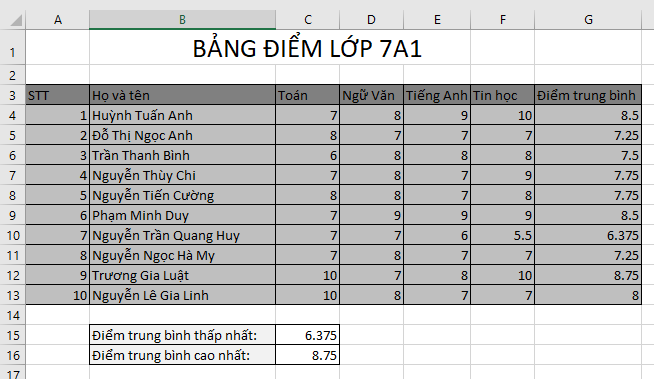 A B C D E F G
1 BẢNG ĐIỂM LỚP 7A1
2
3 STT Họ và tên Toán Ngữ Văn Tiếng Anh Tin học Điểm trung bình
4 1 Huỳnh Tuấn Anh 7 8 9 10 8.5
5 2 Đỗ Thị Ngọc Anh 8 7 7 7 7.25
6 3 Trần Thanh Bình 6 8 8 8 7.5
7 4 Nguyễn Thùy Chi 7 8 7 9 7.75
8 5 Nguyễn Tiến Cường 8 8 7 8 7.75
9 6 Phạm Minh Duy 7 9 9 9 8.5
10 7 Nguyễn Trần Quang Huy 7 7 6 5.5 6.375
11 8 Nguyễn Ngọc Hà My 7 8 7 7 7.25
12 9 Trương Gia Luật 10 7 8 10 8.75
13 10 Nguyễn Lê Gia Linh 10 8 7 7 8
14
15 Điểm trung bình thấp nhất: 6.375
16 Điểm trung bình cao nhất: 8.75
17